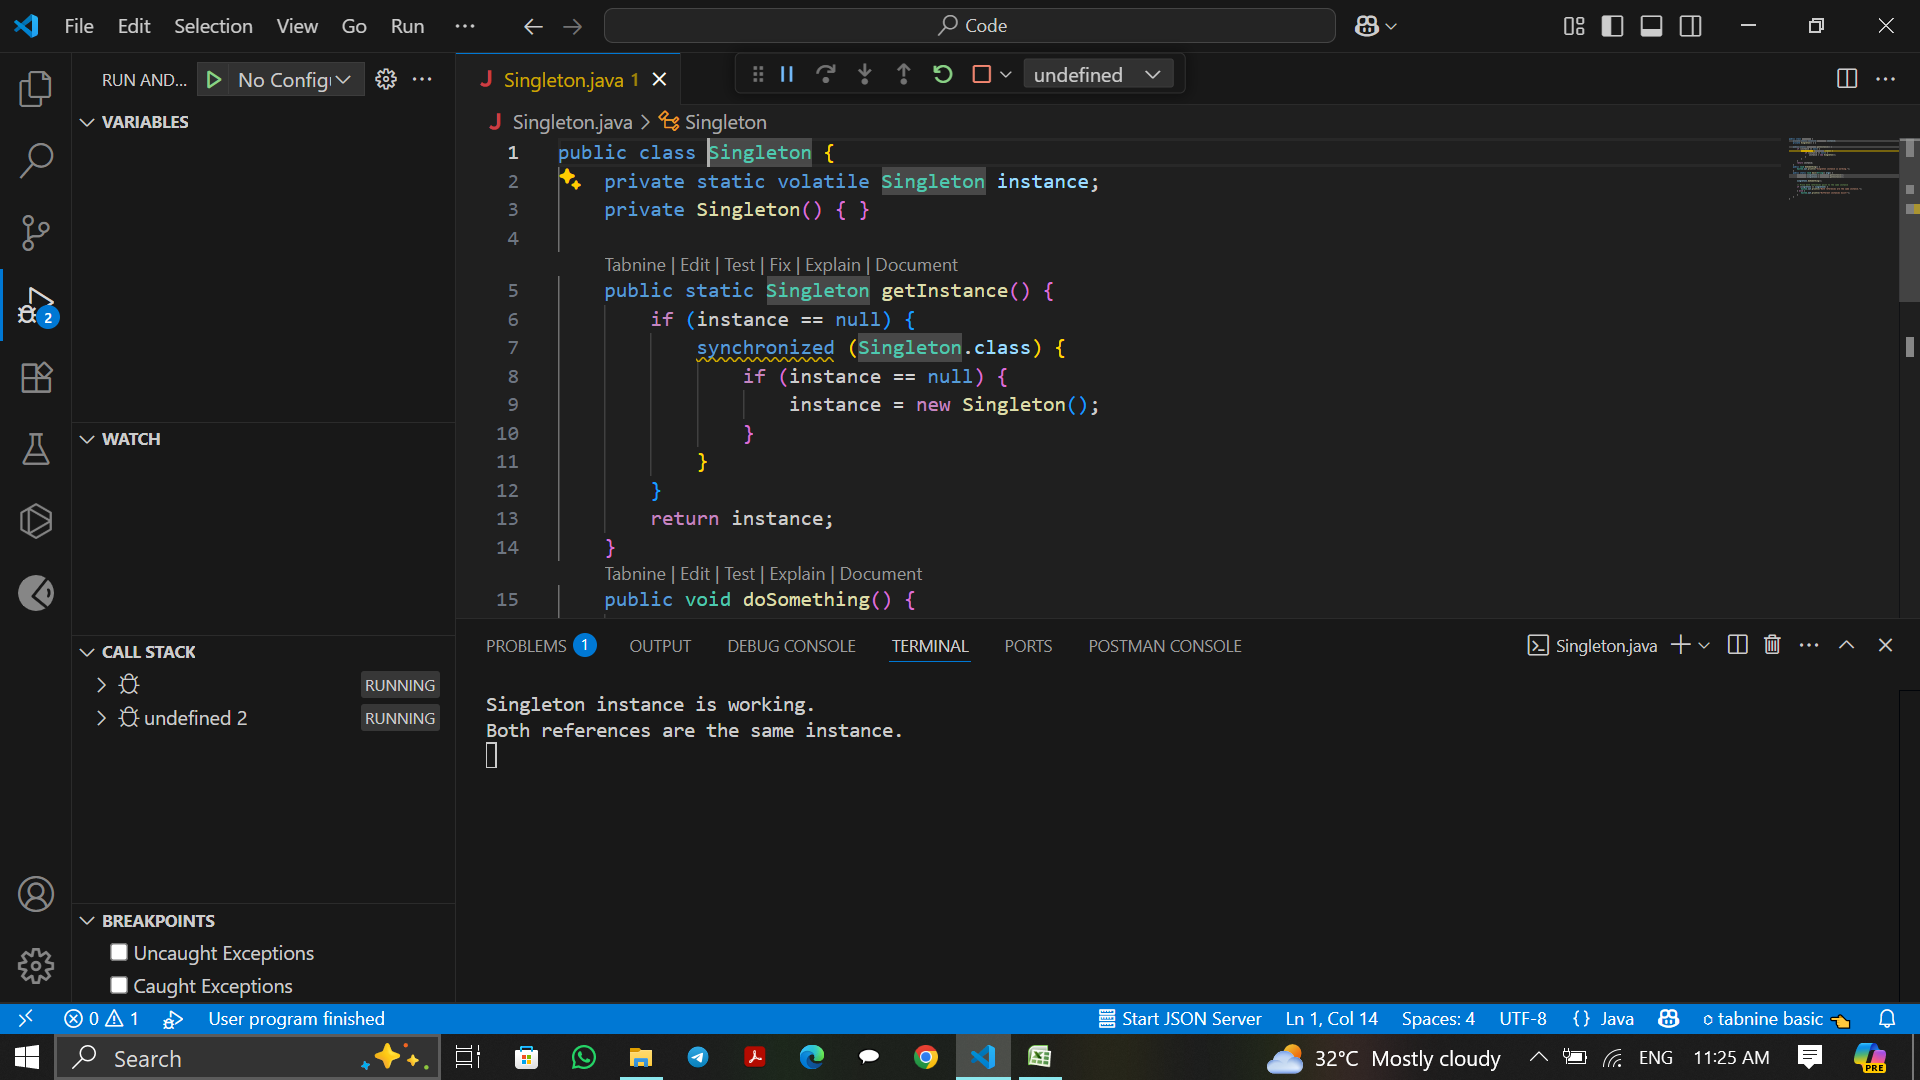 File Edit Selection View Go Run ··· Code
RUN AND... No Config ···
Singleton.java 1
undefined
VARIABLES
Singleton.java > Singleton
1 public class Singleton {
2 private static volatile Singleton instance;
3 private Singleton() { }
4
Tabnine | Edit | Test | Fix | Explain | Document
5 public static Singleton getInstance() {
6 if (instance == null) {
7 synchronized (Singleton.class) {
8 if (instance == null) {
9 instance = new Singleton();
10 }
11 }
12 }
13 return instance;
14 }
Tabnine | Edit | Test | Explain | Document
15 public void doSomething() {
WATCH
CALL STACK
RUNNING
undefined 2 RUNNING
BREAKPOINTS
Uncaught Exceptions
Caught Exceptions
2
PROBLEMS 1 OUTPUT DEBUG CONSOLE TERMINAL PORTS POSTMAN CONSOLE Singleton.java
Singleton instance is working.
Both references are the same instance.
0 1 User program finished Start JSON Server Ln 1, Col 14 Spaces: 4 UTF-8 {} Java tabnine basic
Search 32°C Mostly cloudy ENG 11:25 AM PRE